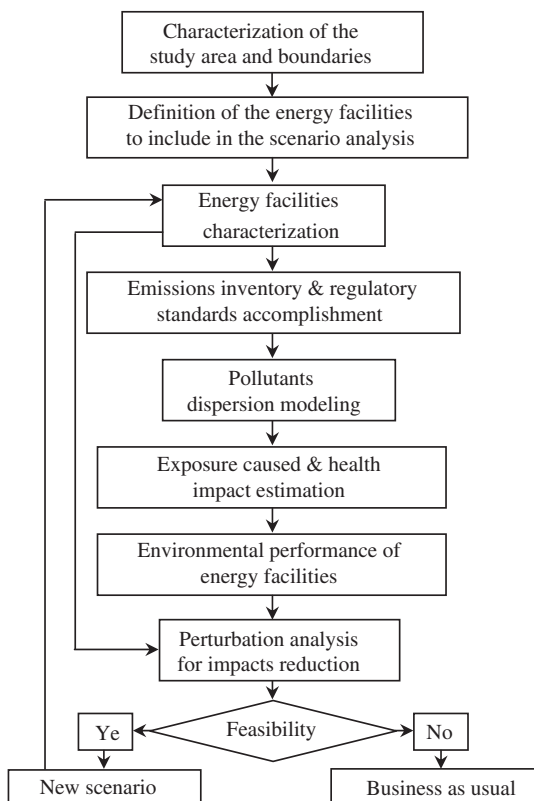 Characterization of the
study area and boundaries
Definition of the energy facilities
to include in the scenario analysis
Energy facilities
characterization
Emissions inventory & regulatory
standards accomplishment
Pollutants
dispersion modeling
Exposure caused & health
impact estimation
Environmental performance of
energy facilities
Perturbation analysis
for impacts reduction
Ye
Feasibility
No
New scenario
Business as usual